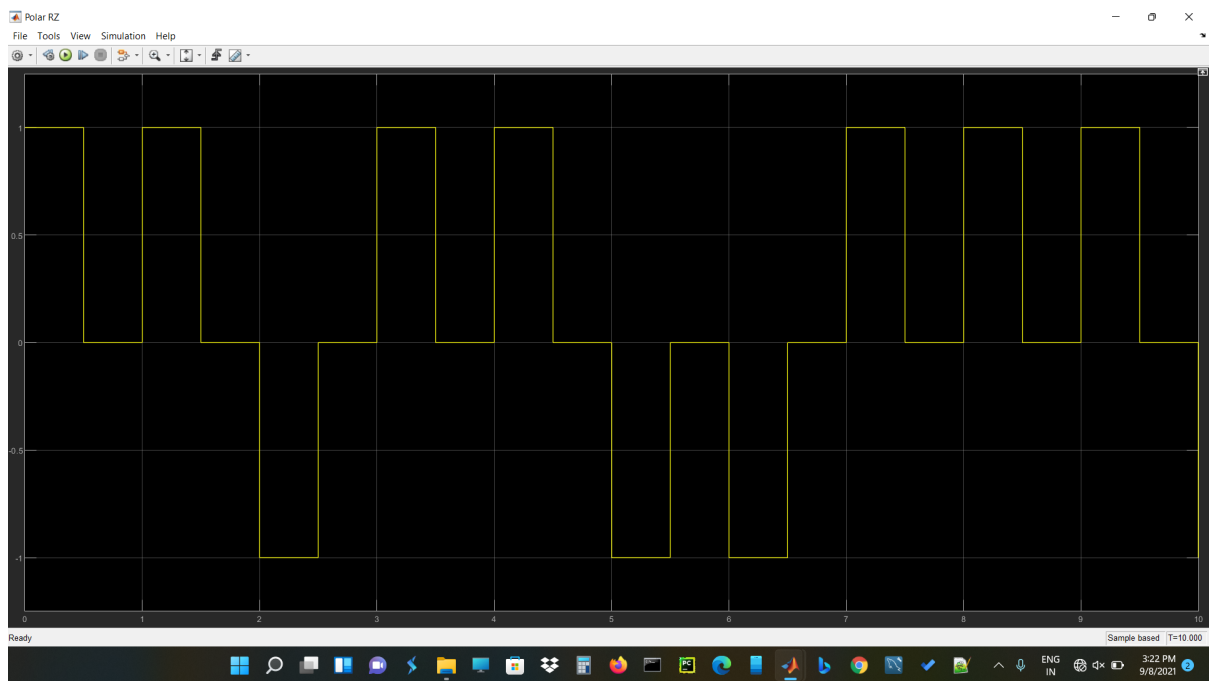 Polar RZ
File Tools View Simulation Help
1
0.5
0
-0.5
-1
0 1 2 3 4 5 6 7 8 9 10
Ready
Sample based T=10.000
PC
ENG
IN
3:22 PM
9/8/2021
2